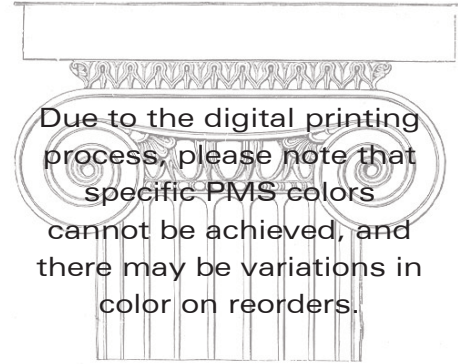 Due to the digital printing
process, please note that
specific PMS colors
cannot be achieved, and
there may be variations in
color on reorders.